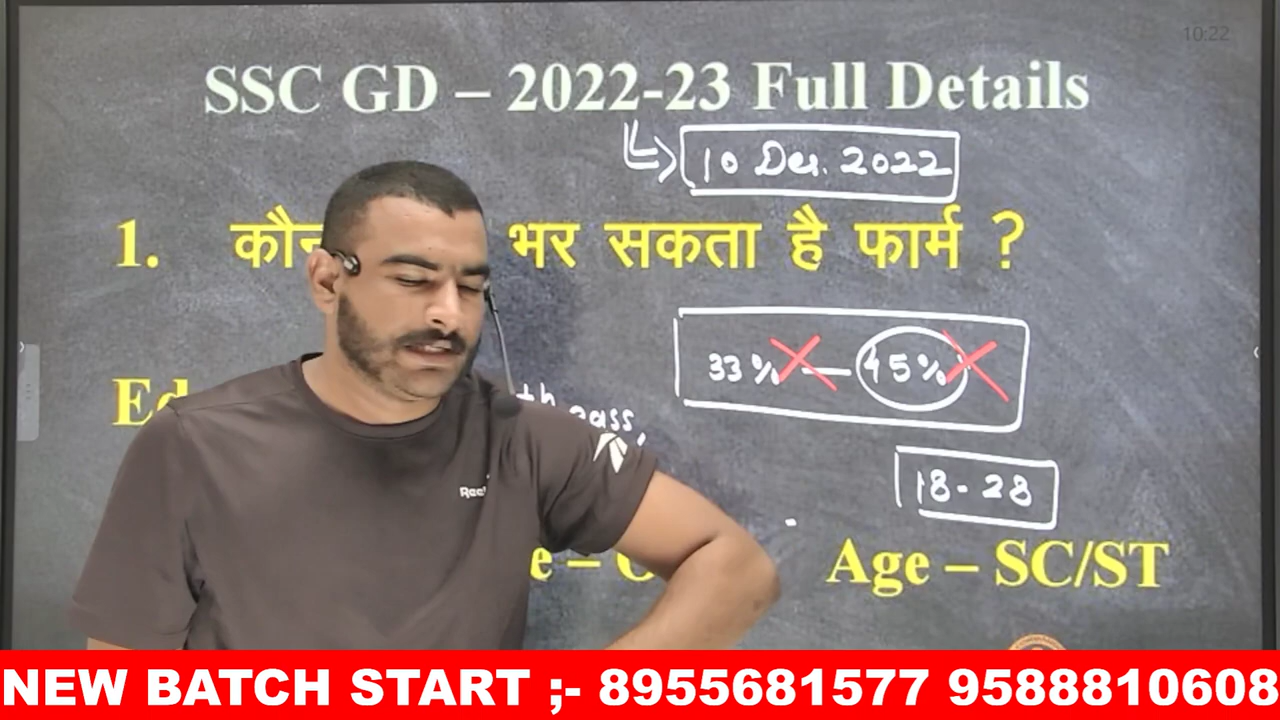 10:22
SSC GD – 2022-23 Full Details
10 Dec. 2022
1. कौन भर सकता है फार्म ?
33% — 45%
Ed th pass,
18-28
e – Age – SC/ST
NEW BATCH START ;- 8955681577 9588810608